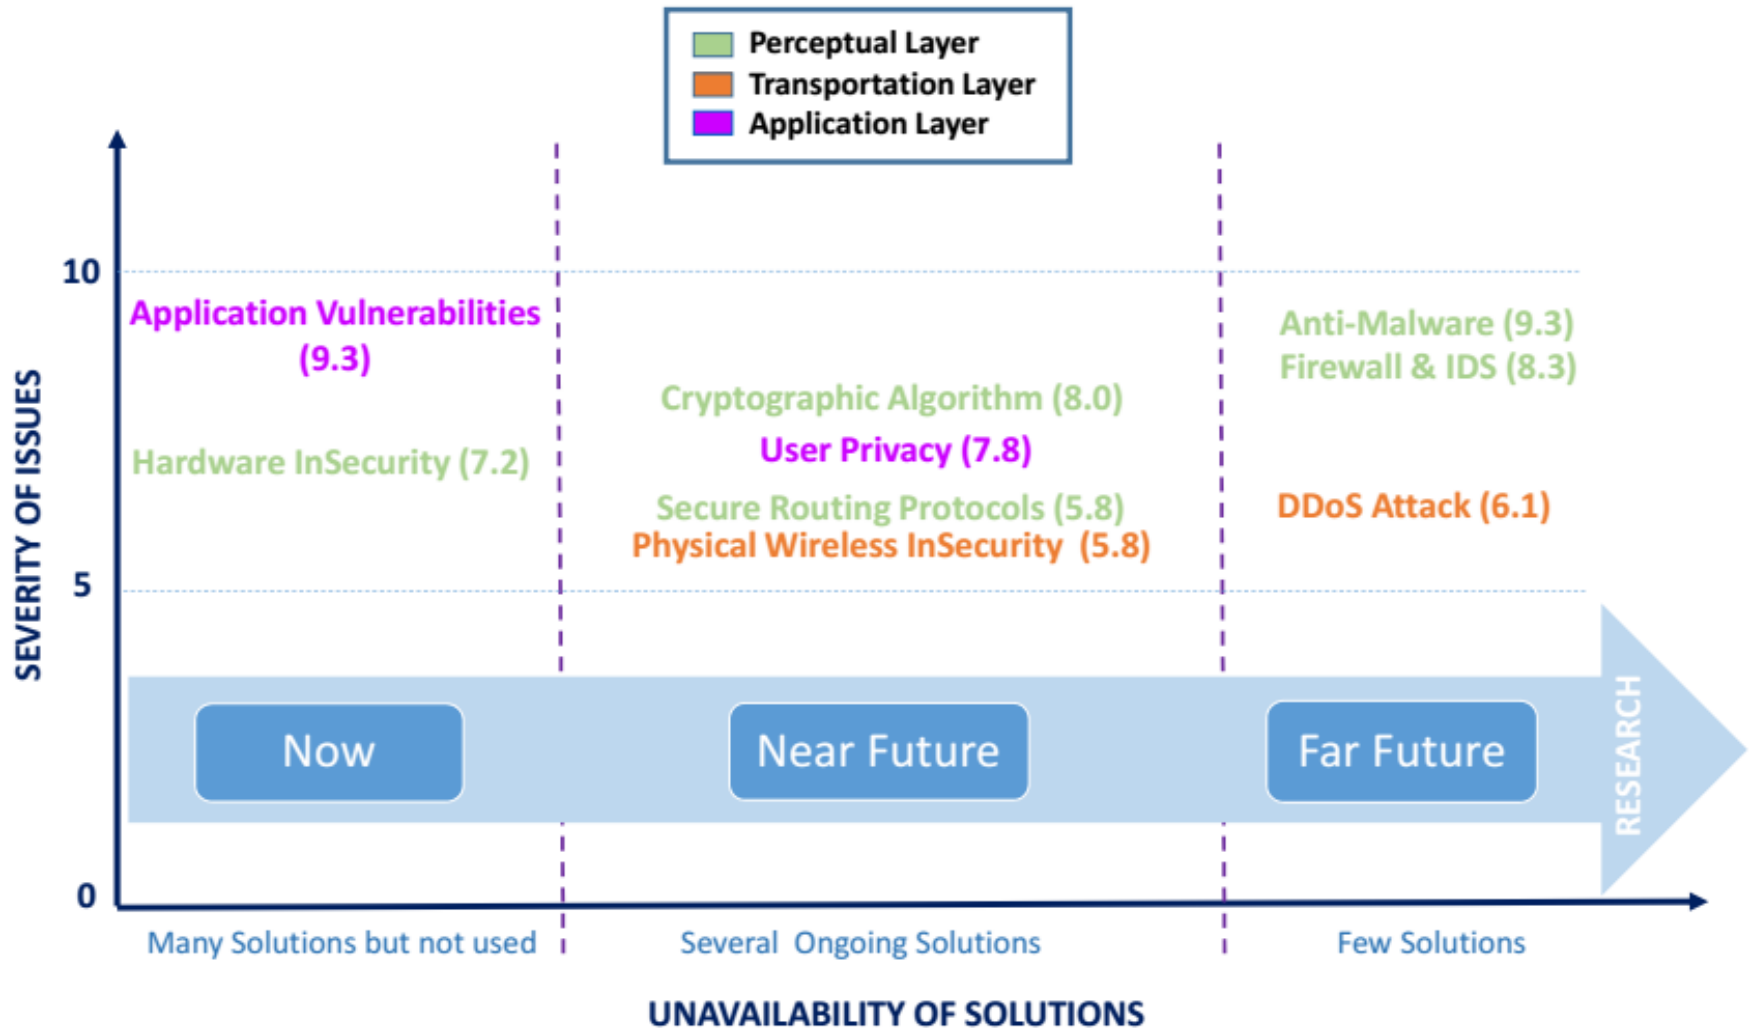 Perceptual Layer
Transportation Layer
Application Layer
SEVERITY OF ISSUES
10
5
0
Application Vulnerabilities
(9.3)
Hardware InSecurity (7.2)
Cryptographic Algorithm (8.0)
User Privacy (7.8)
Secure Routing Protocols (5.8)
Physical Wireless InSecurity (5.8)
Anti-Malware (9.3)
Firewall & IDS (8.3)
DDoS Attack (6.1)
Now
Near Future
Far Future
RESEARCH
Many Solutions but not used
Several Ongoing Solutions
Few Solutions
UNAVAILABILITY OF SOLUTIONS